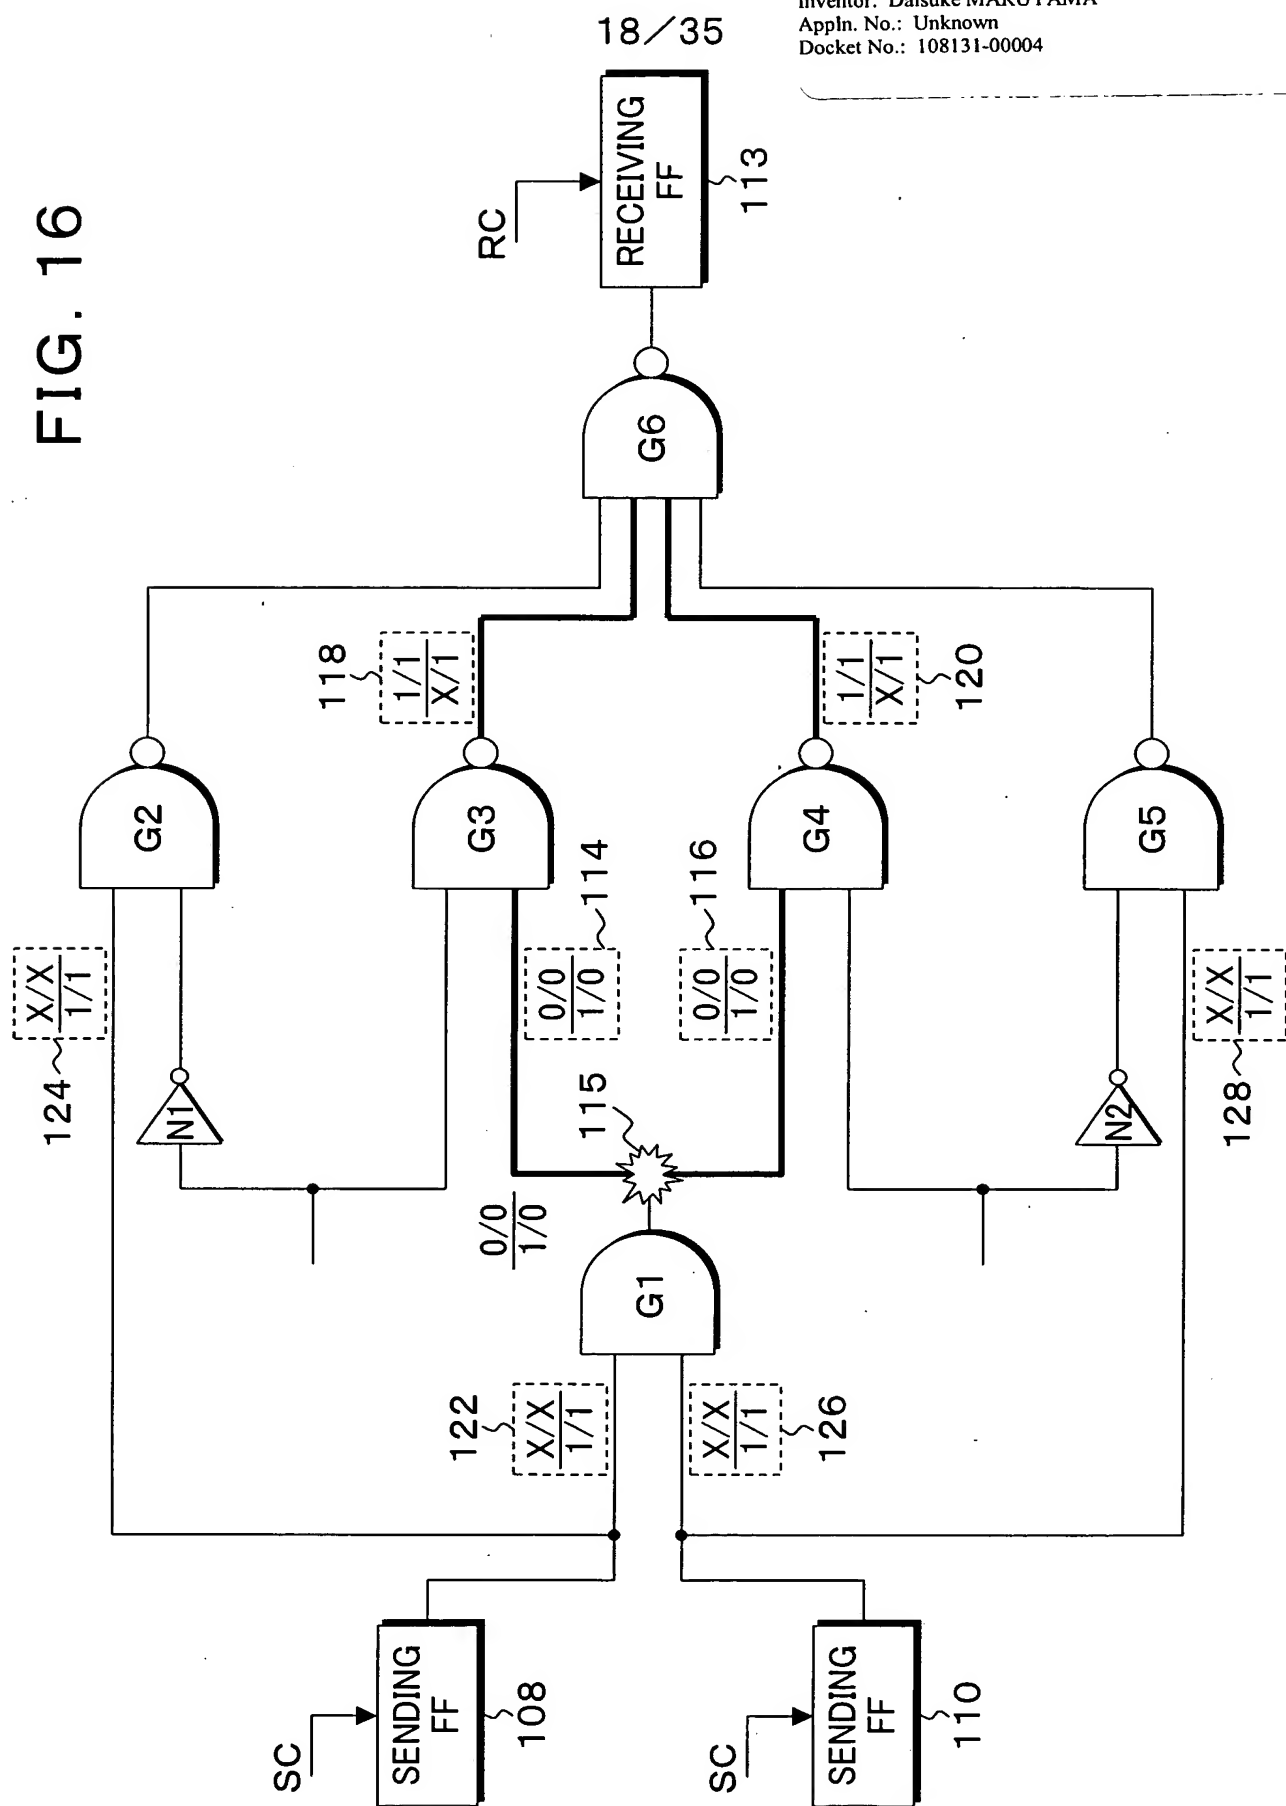 Appln. No.: Unknown
Docket No.: 108131-00004
18/35
FIG. 16
SC
SENDING
FF
108
SC
SENDING
FF
110
122
X/X
1/1
X/X
1/1
126
G1
0/0
1/0
115
124
X/X
1/1
N1
G2
0/0
1/0
114
G3
118
1/1
X/1
0/0
1/0
116
G4
1/1
X/1
120
N2
X/X
1/1
128
G5
G6
RC
RECEIVING
FF
113